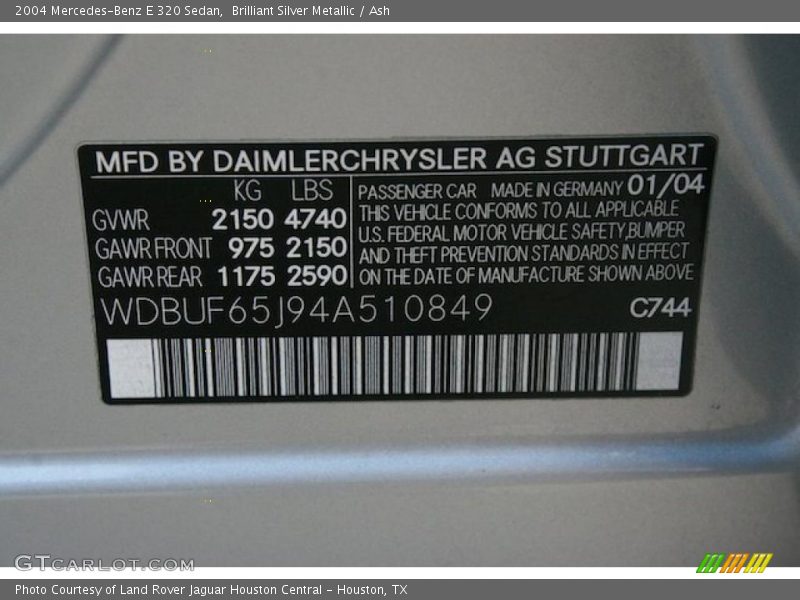 2004 Mercedes-Benz E 320 Sedan, Brilliant Silver Metallic / Ash
MFD BY DAIMLERCHRYSLER AG STUTTGART
KG LBS
GVWR 2150 4740
GAWR FRONT 975 2150
GAWR REAR 1175 2590
PASSENGER CAR MADE IN GERMANY 01/04
THIS VEHICLE CONFORMS TO ALL APPLICABLE
U.S. FEDERAL MOTOR VEHICLE SAFETY,BUMPER
AND THEFT PREVENTION STANDARDS IN EFFECT
ON THE DATE OF MANUFACTURE SHOWN ABOVE
WDBUF65J94A510849 C744
GTCARLOT.COM
Photo Courtesy of Land Rover Jaguar Houston Central - Houston, TX